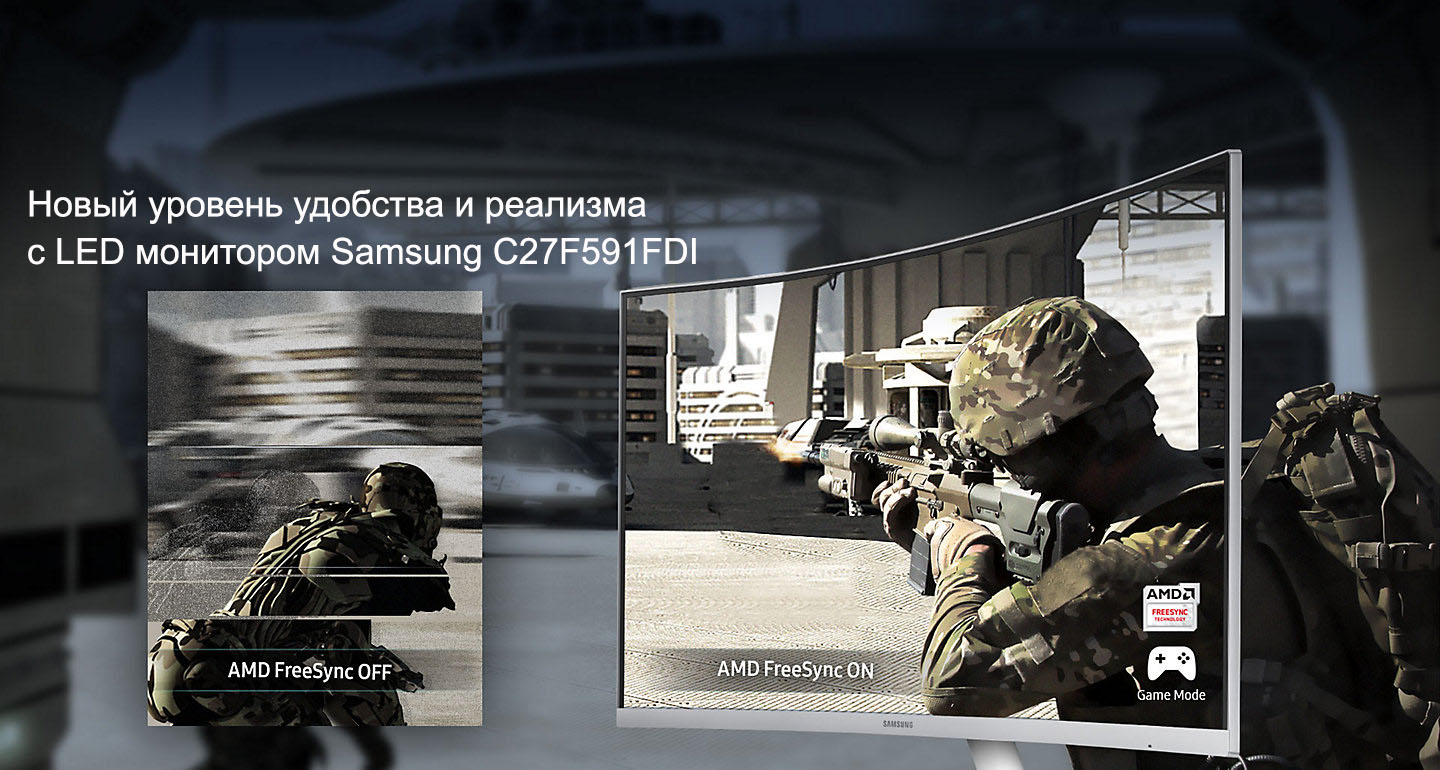 Новый уровень удобства и реализма
с LED монитором Samsung C27F591FDI
AMD FreeSync OFF
AMD FreeSync ON
AMD
FREESYNC
TECHNOLOGY
Game Mode
SAMSUNG